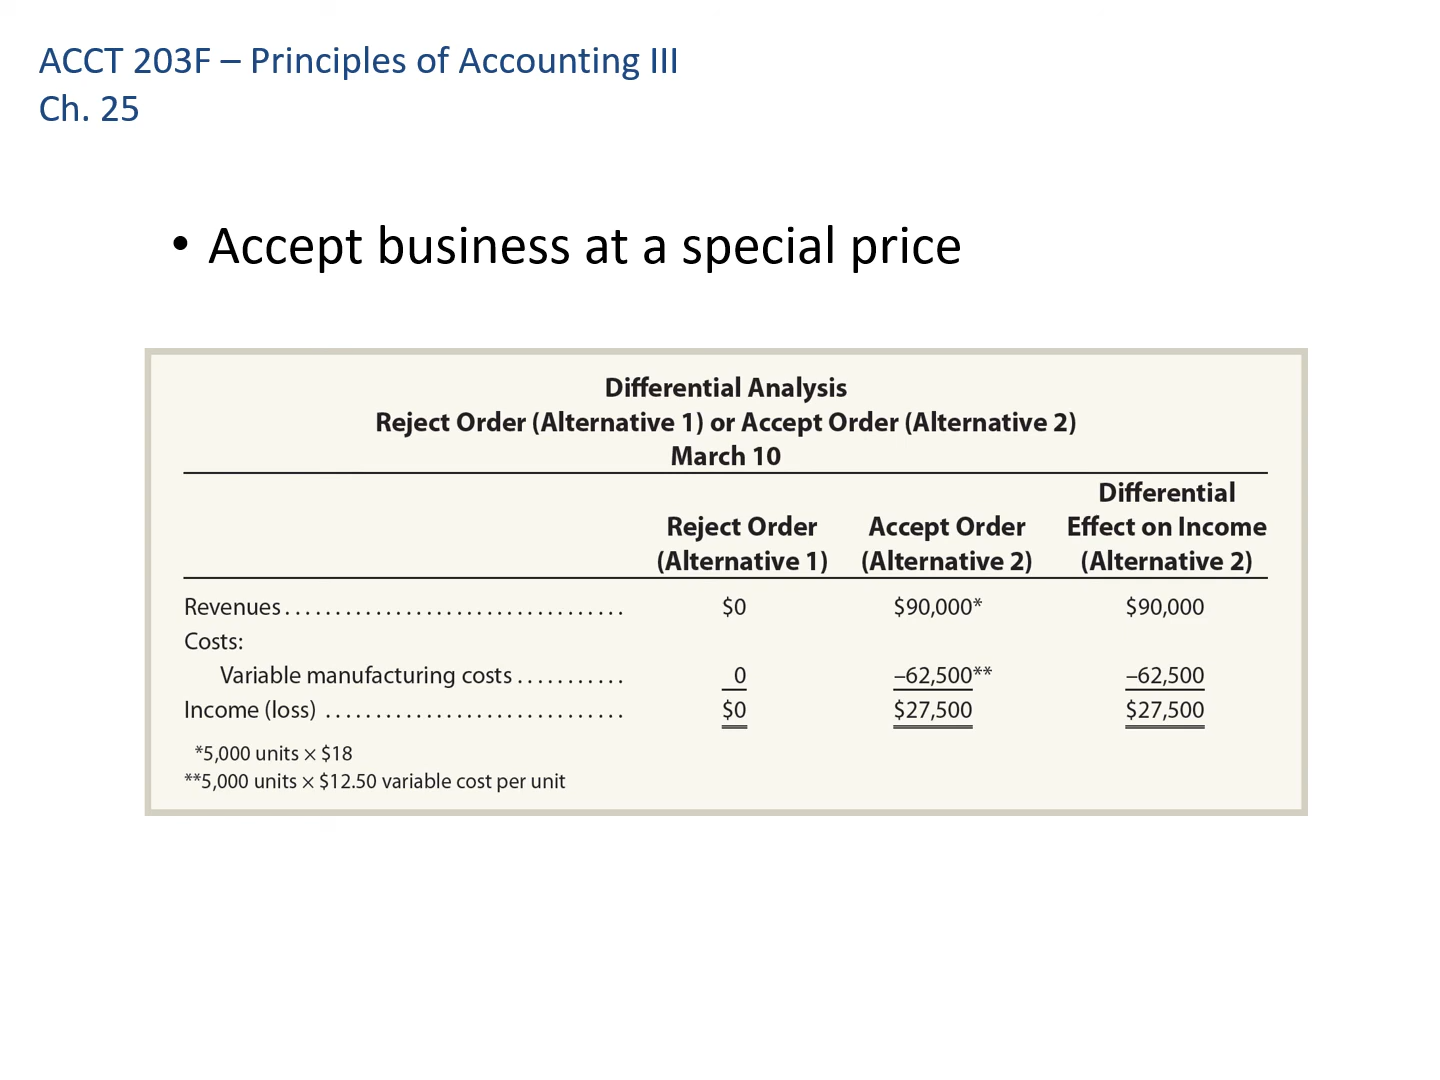 ACCT 203F – Principles of Accounting III
Ch. 25
• Accept business at a special price
Differential Analysis
Reject Order (Alternative 1) or Accept Order (Alternative 2)
March 10
Differential
Reject Order Accept Order Effect on Income
(Alternative 1) (Alternative 2) (Alternative 2)
Revenues.................................. $0 $90,000* $90,000
Costs:
Variable manufacturing costs ........... 0 –62,500** –62,500
Income (loss) .............................. $0 $27,500 $27,500
*5,000 units × $18
**5,000 units × $12.50 variable cost per unit